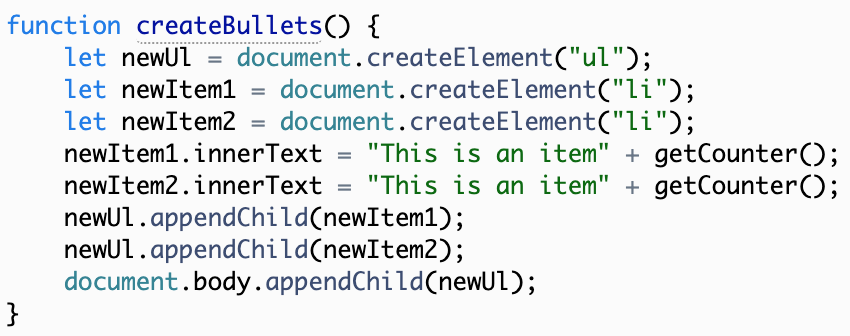 function createBullets() {
    let newUl = document.createElement("ul");
    let newItem1 = document.createElement("li");
    let newItem2 = document.createElement("li");
    newItem1.innerText = "This is an item" + getCounter();
    newItem2.innerText = "This is an item" + getCounter();
    newUl.appendChild(newItem1);
    newUl.appendChild(newItem2);
    document.body.appendChild(newUl);
}